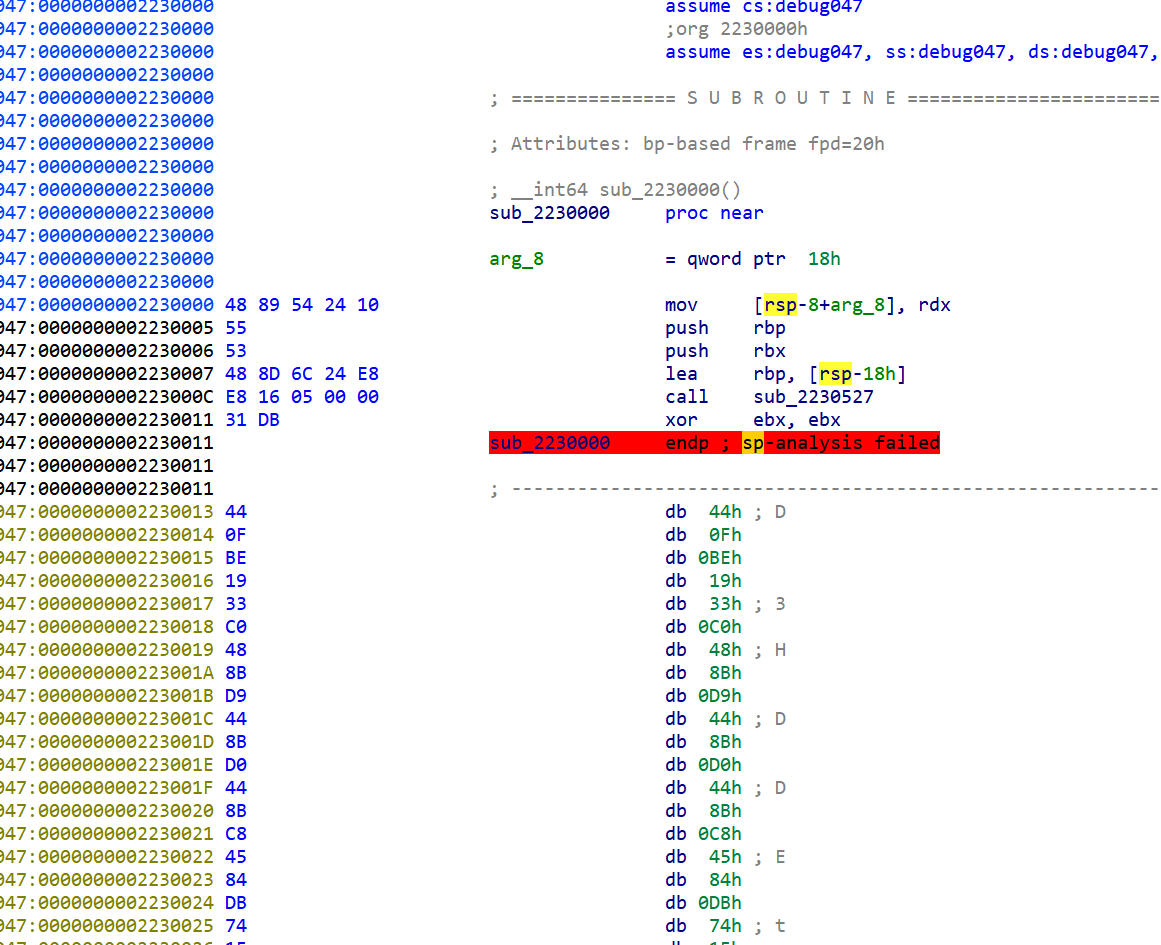 047:0000000002230000 assume cs:debug047
047:0000000002230000 ;org 2230000h
047:0000000002230000 assume es:debug047, ss:debug047, ds:debug047,
047:0000000002230000
047:0000000002230000 ; =============== S U B R O U T I N E =======================
047:0000000002230000
047:0000000002230000 ; Attributes: bp-based frame fpd=20h
047:0000000002230000
047:0000000002230000 ; __int64 sub_2230000()
047:0000000002230000 sub_2230000 proc near
047:0000000002230000
047:0000000002230000 arg_8 = qword ptr 18h
047:0000000002230000
047:0000000002230000 48 89 54 24 10 mov [rsp-8+arg_8], rdx
047:0000000002230005 55 push rbp
047:0000000002230006 53 push rbx
047:0000000002230007 48 8D 6C 24 E8 lea rbp, [rsp-18h]
047:000000000223000C E8 16 05 00 00 call sub_2230527
047:0000000002230011 31 DB xor ebx, ebx
047:0000000002230011 sub_2230000 endp ; sp-analysis failed
047:0000000002230011
047:0000000002230011 ; -----------------------------------------------------------
047:0000000002230013 44 db 44h ; D
047:0000000002230014 0F db 0Fh
047:0000000002230015 BE db 0BEh
047:0000000002230016 19 db 19h
047:0000000002230017 33 db 33h ; 3
047:0000000002230018 C0 db 0C0h
047:0000000002230019 48 db 48h ; H
047:000000000223001A 8B db 8Bh
047:000000000223001B D9 db 0D9h
047:000000000223001C 44 db 44h ; D
047:000000000223001D 8B db 8Bh
047:000000000223001E D0 db 0D0h
047:000000000223001F 44 db 44h ; D
047:0000000002230020 8B db 8Bh
047:0000000002230021 C8 db 0C8h
047:0000000002230022 45 db 45h ; E
047:0000000002230023 84 db 84h
047:0000000002230024 DB db 0DBh
047:0000000002230025 74 db 74h ; t